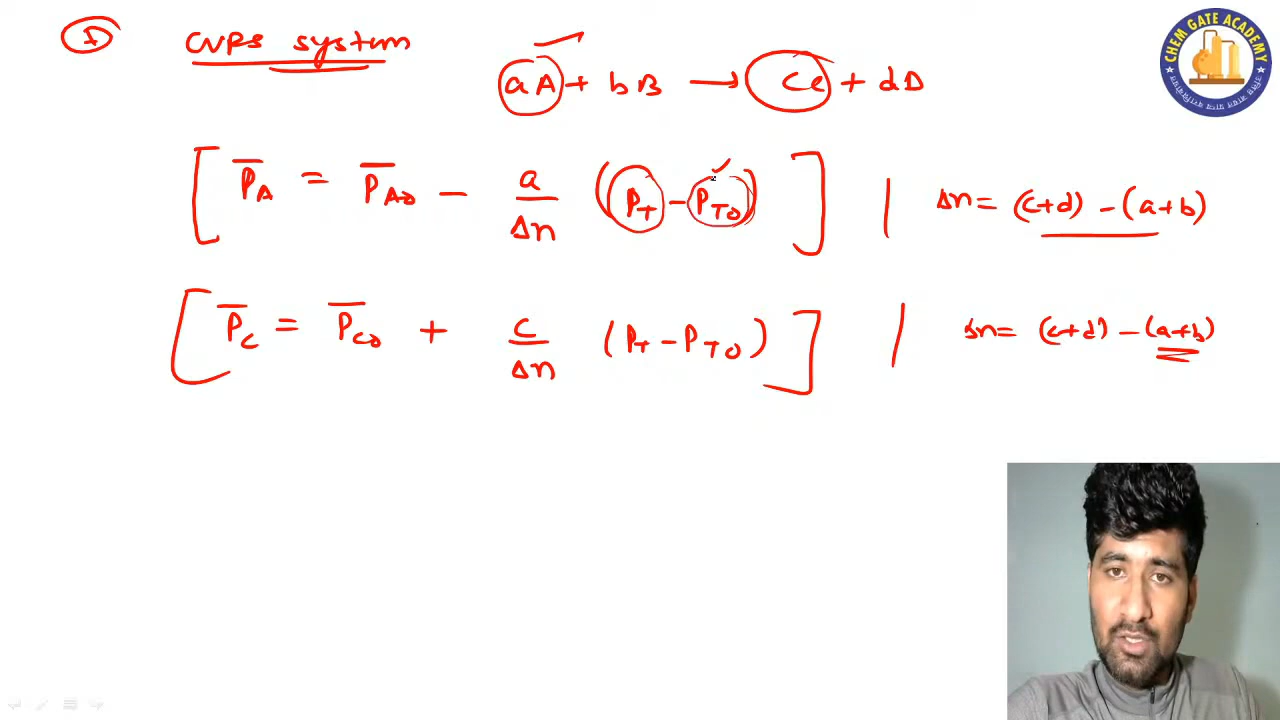 ① CVPS system
aA + bB → Cc + dD
[ P̅A = P̅A0 − a/Δn (PT − PT0) ] | Δn = (c+d) − (a+b)
[ P̅C = P̅C0 + c/Δn (PT − PT0) ] | Δn = (c+d) − (a+b)
CHEM GATE ACADEMY